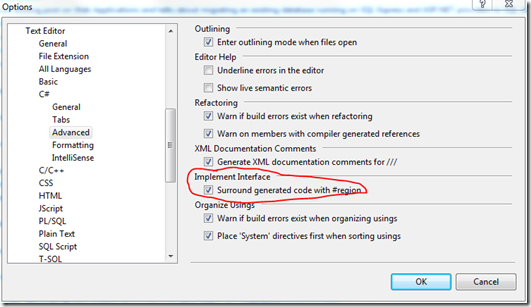 Options
Text Editor
General
File Extension
All Languages
Basic
C#
General
Tabs
Advanced
Formatting
IntelliSense
C/C++
CSS
HTML
JScript
PL/SQL
Plain Text
SQL Script
T-SQL
Outlining
Enter outlining mode when files open
Editor Help
Underline errors in the editor
Show live semantic errors
Refactoring
Warn if build errors exist when refactoring
Warn on members with compiler generated references
XML Documentation Comments
Generate XML documentation comments for ///
Implement Interface
Surround generated code with #region
Organize Usings
Warn if build errors exist when organizing usings
Place 'System' directives first when sorting usings
OK
Cancel